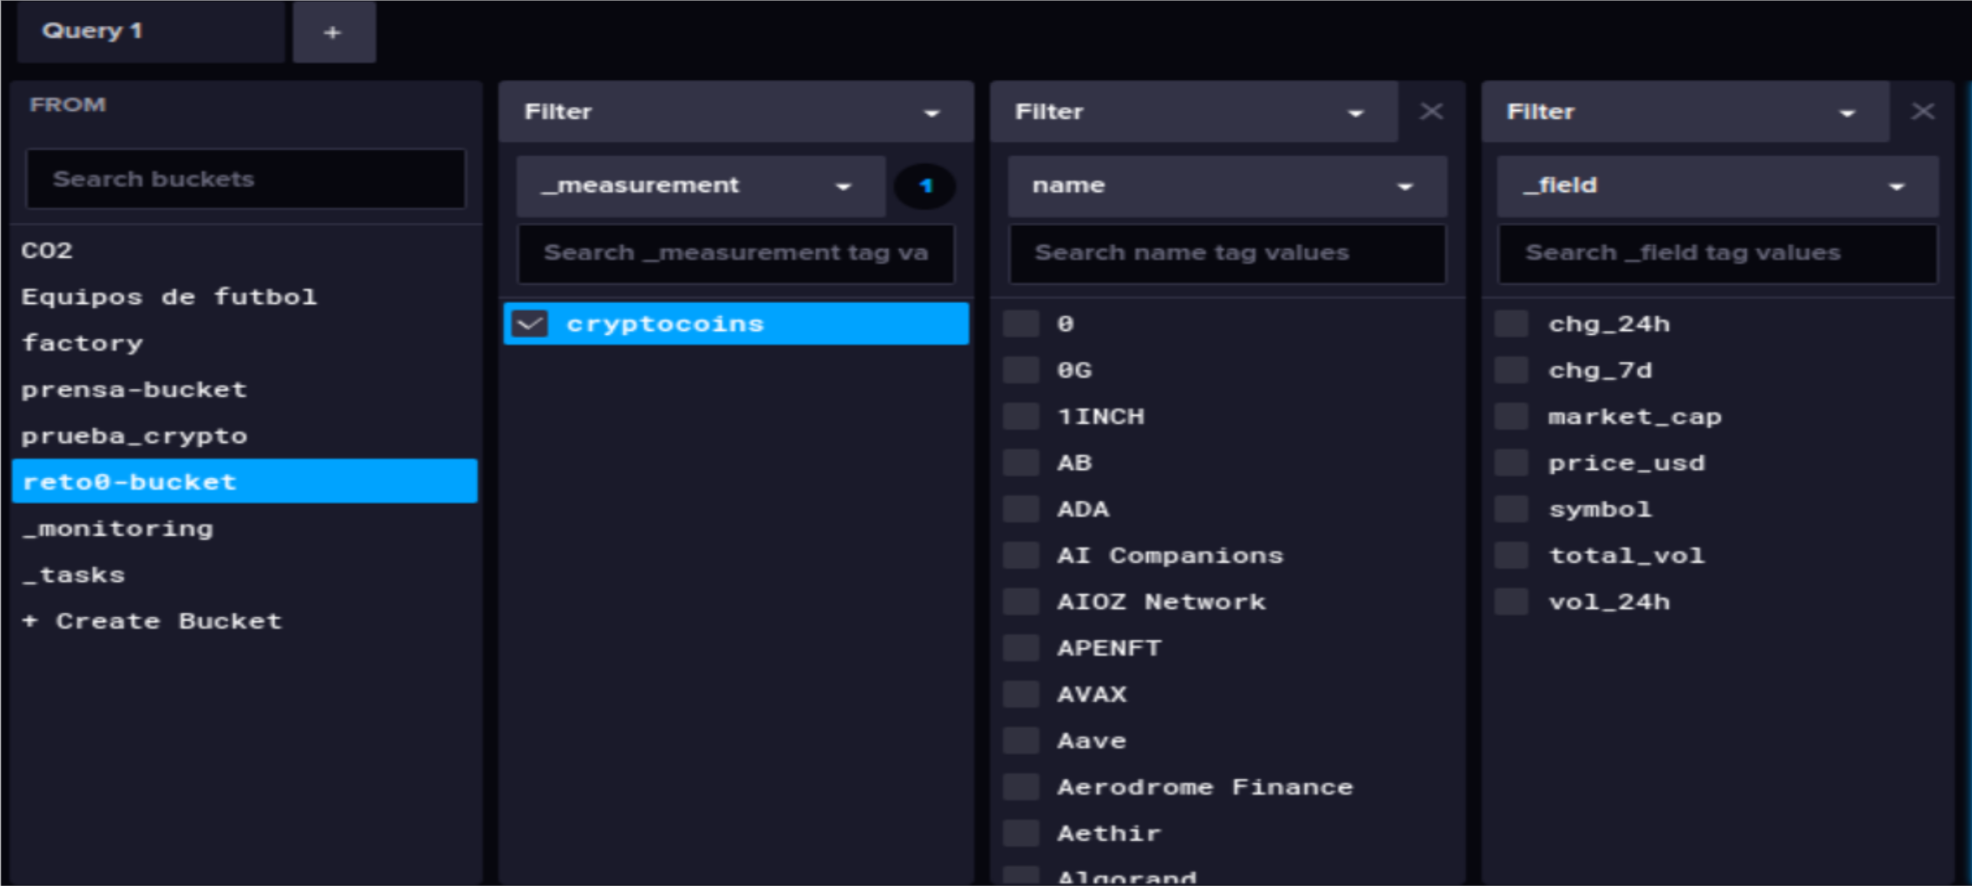 Query 1
+
FROM
Search buckets
CO2
Equipos de futbol
factory
prensa-bucket
prueba_crypto
reto0-bucket
_monitoring
_tasks
+ Create Bucket
Filter
_measurement 1
Search _measurement tag va
cryptocoins
Filter
name
Search name tag values
0
0G
1INCH
AB
ADA
AI Companions
AIOZ Network
APENFT
AVAX
Aave
Aerodrome Finance
Aethir
Algorand
Filter
_field
Search _field tag values
chg_24h
chg_7d
market_cap
price_usd
symbol
total_vol
vol_24h